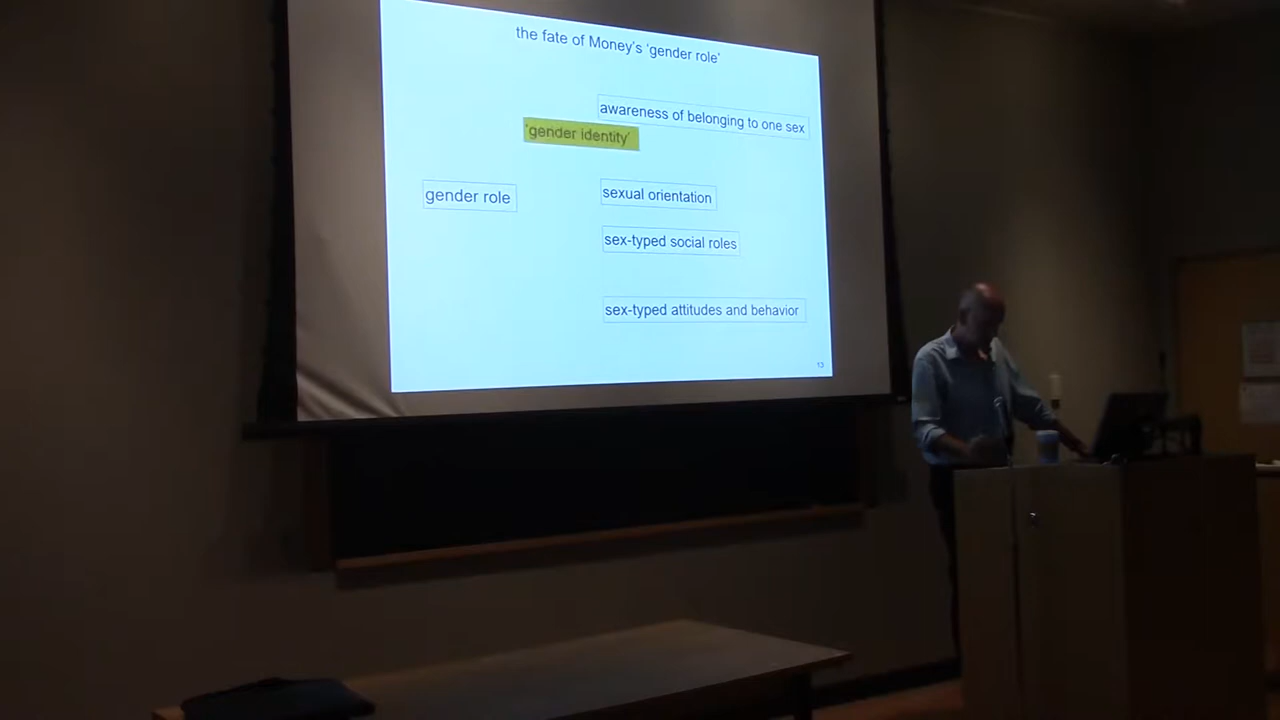 the fate of Money's 'gender role'
awareness of belonging to one sex
'gender identity'
gender role
sexual orientation
sex-typed social roles
sex-typed attitudes and behavior
13